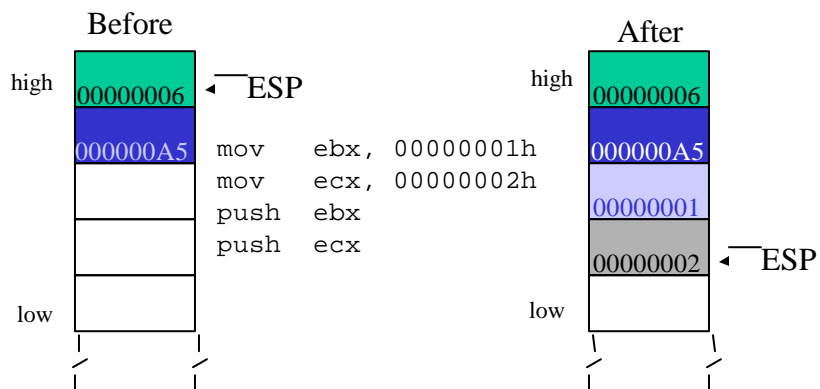 Before
high
00000006
ESP
000000A5
low
mov ebx, 00000001h
mov ecx, 00000002h
push ebx
push ecx
After
high
00000006
000000A5
00000001
00000002
ESP
low